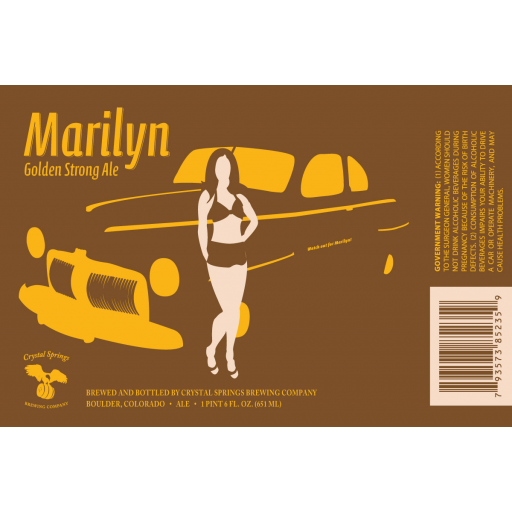 Marilyn
Golden Strong Ale
Watch out for Marilyn!
Crystal Springs
BREWING COMPANY
BREWED AND BOTTLED BY CRYSTAL SPRINGS BREWING COMPANY
BOULDER, COLORADO • ALE • 1 PINT 6 FL. OZ. (651 ML)
GOVERNMENT WARNING: (1) ACCORDING
TO THE SURGEON GENERAL, WOMEN SHOULD
NOT DRINK ALCOHOLIC BEVERAGES DURING
PREGNANCY BECAUSE OF THE RISK OF BIRTH
DEFECTS. (2) CONSUMPTION OF ALCOHOLIC
BEVERAGES IMPAIRS YOUR ABILITY TO DRIVE
A CAR OR OPERATE MACHINERY, AND MAY
CAUSE HEALTH PROBLEMS.
7 93573 85235 9